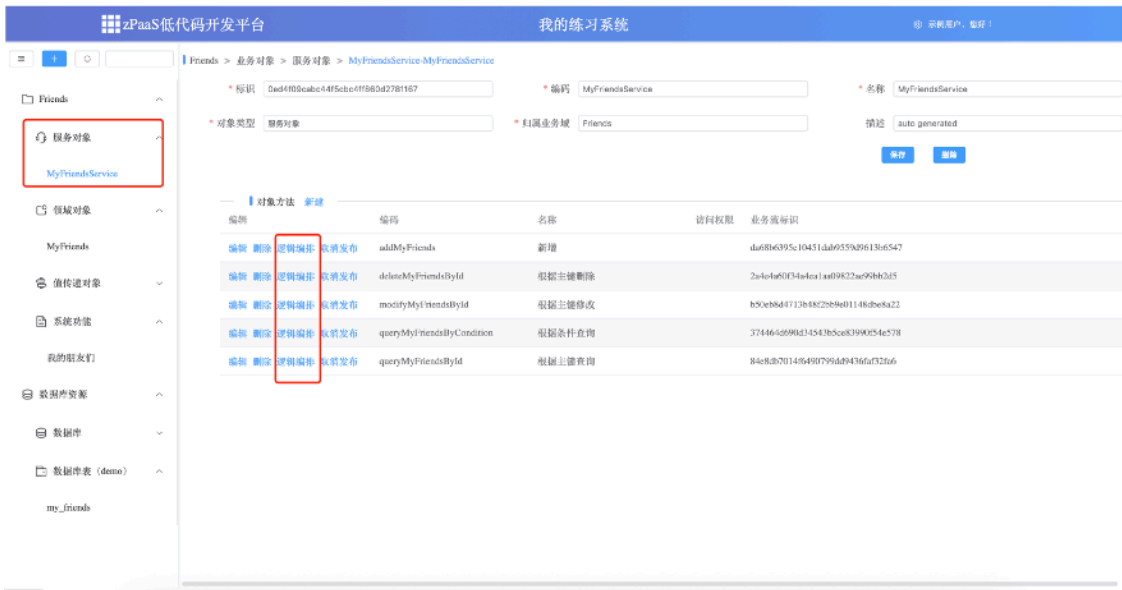 zPaaS低代码开发平台
我的练习系统
示例用户，您好！
Friends > 业务对象 > 服务对象 > MyFriendsService-MyFriendsService
* 标识
* 编码 MyFriendsService
* 名称 MyFriendsService
* 对象类型 服务对象
* 归属业务域 Friends
描述 auto generated
保存 删除
Friends
服务对象
MyFriendsService
领域对象
MyFriends
值传递对象
系统功能
我的朋友们
数据库资源
数据库
数据库表（demo）
my_friends
对象方法 新建
编辑 编码 名称 访问权限 业务流标识
编辑 删除 逻辑编排 取消发布 addMyFriends 新增
编辑 删除 逻辑编排 取消发布 deleteMyFriendsById 根据主键删除
编辑 删除 逻辑编排 取消发布 modifyMyFriendsById 根据主键修改
编辑 删除 逻辑编排 取消发布 queryMyFriendsByCondition 根据条件查询
编辑 删除 逻辑编排 取消发布 queryMyFriendsById 根据主键查询